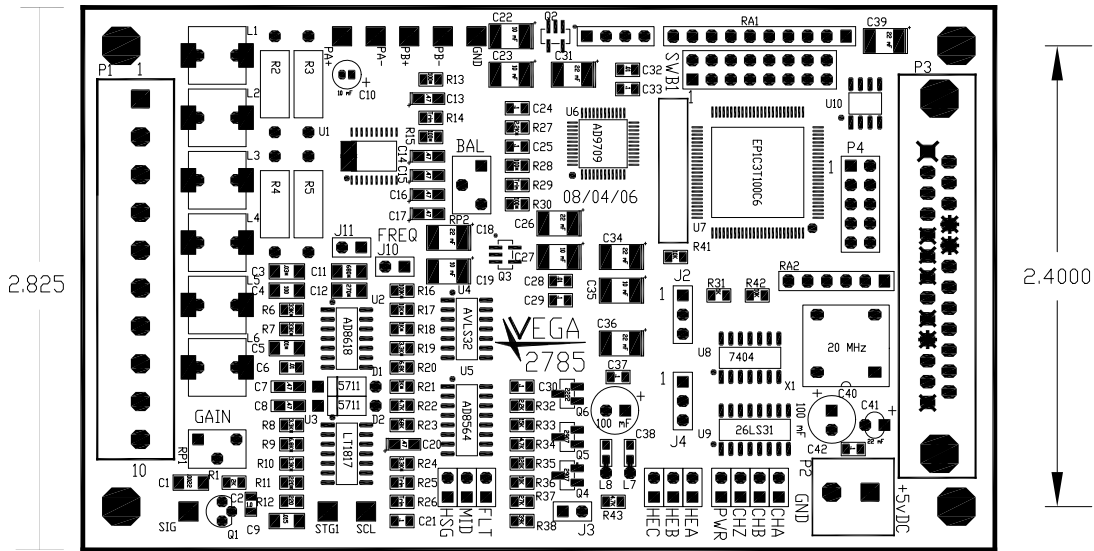 L1
C22
Q2
RA1
C39
P1 1
R2
R3
PA+
PA-
PB+
PB-
GND
10 mF
C10
R13
C23
C31
C32
C33
SWB1
P3
L2
C13
R14
C24
U6
1
U10
R15
R27
AD9709
EP1C3T100C6
U1
C14
BAL
C25
P4
L3
C15
R28
1
R4
R5
C16
R29
08/04/06
C17
R30
L4
J11
FREQ
RP2
C18
C26
U7
J10
C27
C34
R41
2.825
2.4000
C3
C11
Q3
J2
RA2
L5
C4
C12
U2
R16
U4
C19
C28
C35
1
R31
R42
R6
R17
C29
R7
AD8618
R18
AVLS32
VEGA
C36
20 MHz
L6
C5
R19
2785
U8
7404
C6
R20
U5
C37
C7
5711
D1
R21
C30
1
X1
C40
C8
U3
5711
D2
R22
R32
Q6
100 mF
J4
100 mF
C41
GAIN
R8
R33
U9
26LS31
22 mF
R9
LT1817
C20
AD8564
R34
Q5
C38
C42
RP1
10
R10
R24
R35
P2
C1
R1
R11
R25
R36
L8
L7
C2
R12
R26
R37
Q4
R43
GND
+5vDC
SIG
Q1
C9
STG1
SCL
C21
HSG
MID
FLT
R38
J3
HEC
HEB
HEA
PWR
CHZ
CHB
CHA